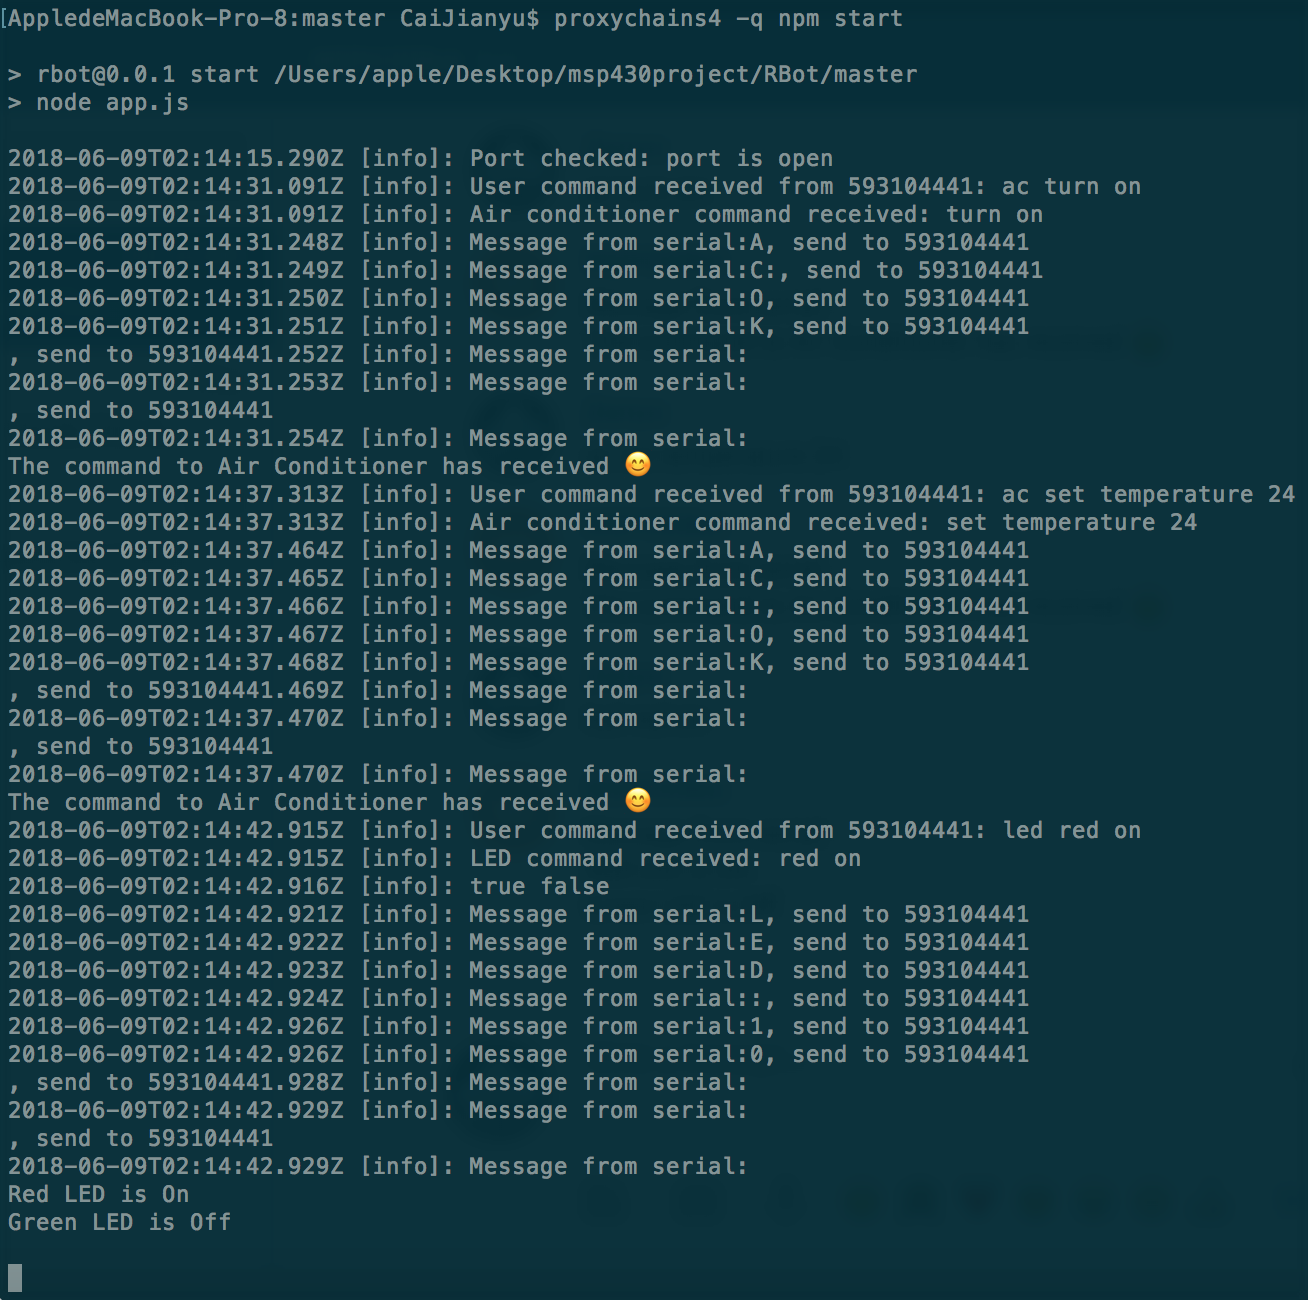 [AppledeMacBook-Pro-8:master CaiJianyu$ proxychains4 -q npm start
> rbot@0.0.1 start /Users/apple/Desktop/msp430project/RBot/master
> node app.js
2018-06-09T02:14:15.290Z [info]: Port checked: port is open
2018-06-09T02:14:31.091Z [info]: User command received from 593104441: ac turn on
2018-06-09T02:14:31.091Z [info]: Air conditioner command received: turn on
2018-06-09T02:14:31.248Z [info]: Message from serial:A, send to 593104441
2018-06-09T02:14:31.249Z [info]: Message from serial:C:, send to 593104441
2018-06-09T02:14:31.250Z [info]: Message from serial:O, send to 593104441
2018-06-09T02:14:31.251Z [info]: Message from serial:K, send to 593104441
, send to 593104441.252Z [info]: Message from serial:
2018-06-09T02:14:31.253Z [info]: Message from serial:
, send to 593104441
2018-06-09T02:14:31.254Z [info]: Message from serial:
The command to Air Conditioner has received 😊
2018-06-09T02:14:37.313Z [info]: User command received from 593104441: ac set temperature 24
2018-06-09T02:14:37.313Z [info]: Air conditioner command received: set temperature 24
2018-06-09T02:14:37.464Z [info]: Message from serial:A, send to 593104441
2018-06-09T02:14:37.465Z [info]: Message from serial:C, send to 593104441
2018-06-09T02:14:37.466Z [info]: Message from serial::, send to 593104441
2018-06-09T02:14:37.467Z [info]: Message from serial:O, send to 593104441
2018-06-09T02:14:37.468Z [info]: Message from serial:K, send to 593104441
, send to 593104441.469Z [info]: Message from serial:
2018-06-09T02:14:37.470Z [info]: Message from serial:
, send to 593104441
2018-06-09T02:14:37.470Z [info]: Message from serial:
The command to Air Conditioner has received 😊
2018-06-09T02:14:42.915Z [info]: User command received from 593104441: led red on
2018-06-09T02:14:42.915Z [info]: LED command received: red on
2018-06-09T02:14:42.916Z [info]: true false
2018-06-09T02:14:42.921Z [info]: Message from serial:L, send to 593104441
2018-06-09T02:14:42.922Z [info]: Message from serial:E, send to 593104441
2018-06-09T02:14:42.923Z [info]: Message from serial:D, send to 593104441
2018-06-09T02:14:42.924Z [info]: Message from serial::, send to 593104441
2018-06-09T02:14:42.926Z [info]: Message from serial:1, send to 593104441
2018-06-09T02:14:42.926Z [info]: Message from serial:0, send to 593104441
, send to 593104441.928Z [info]: Message from serial:
2018-06-09T02:14:42.929Z [info]: Message from serial:
, send to 593104441
2018-06-09T02:14:42.929Z [info]: Message from serial:
Red LED is On
Green LED is Off